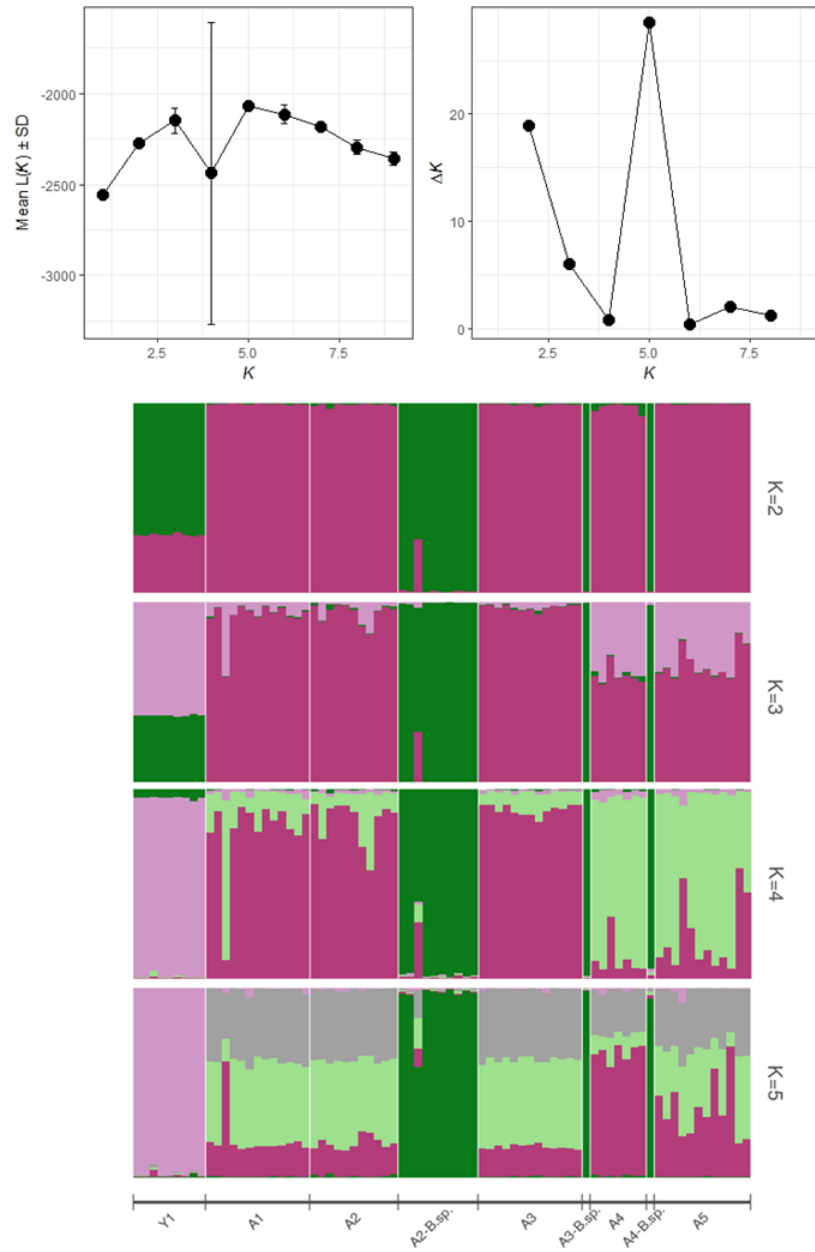 -2000
-2500
-3000
Mean L(K) ± SD
2.5 5.0 7.5
K
20
10
0
ΔK
2.5 5.0 7.5
K
K=2
K=3
K=4
K=5
Y1 A1 A2 A2-B.sp. A3 A3-B.sp. A4 A4-B.sp. A5